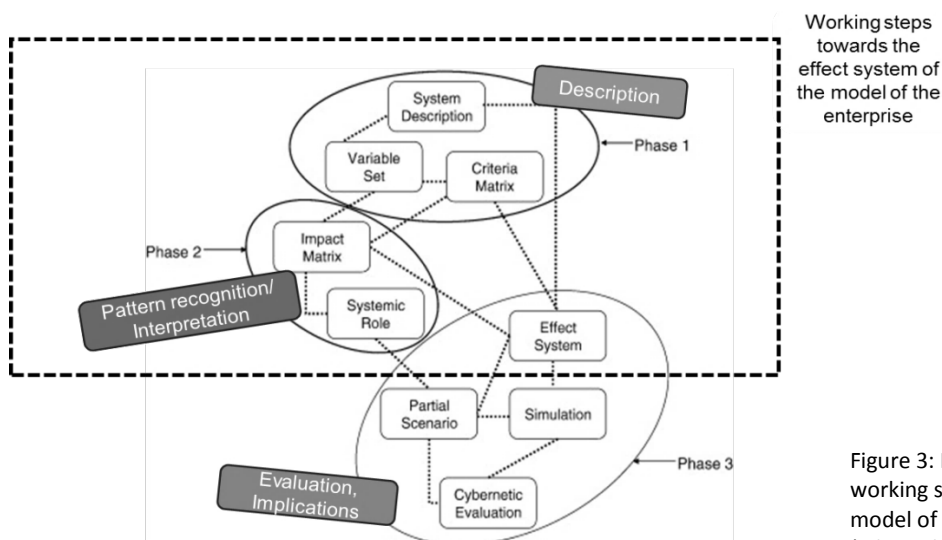 Working steps
towards the
effect system of
the model of the
enterprise
Description
System
Description
Phase 1
Variable
Set
Criteria
Matrix
Phase 2
Impact
Matrix
Pattern recognition/
Interpretation
Systemic
Role
Effect
System
Partial
Scenario
Simulation
Phase 3
Evaluation,
Implications
Cybernetic
Evaluation
Figure 3:
working
model of